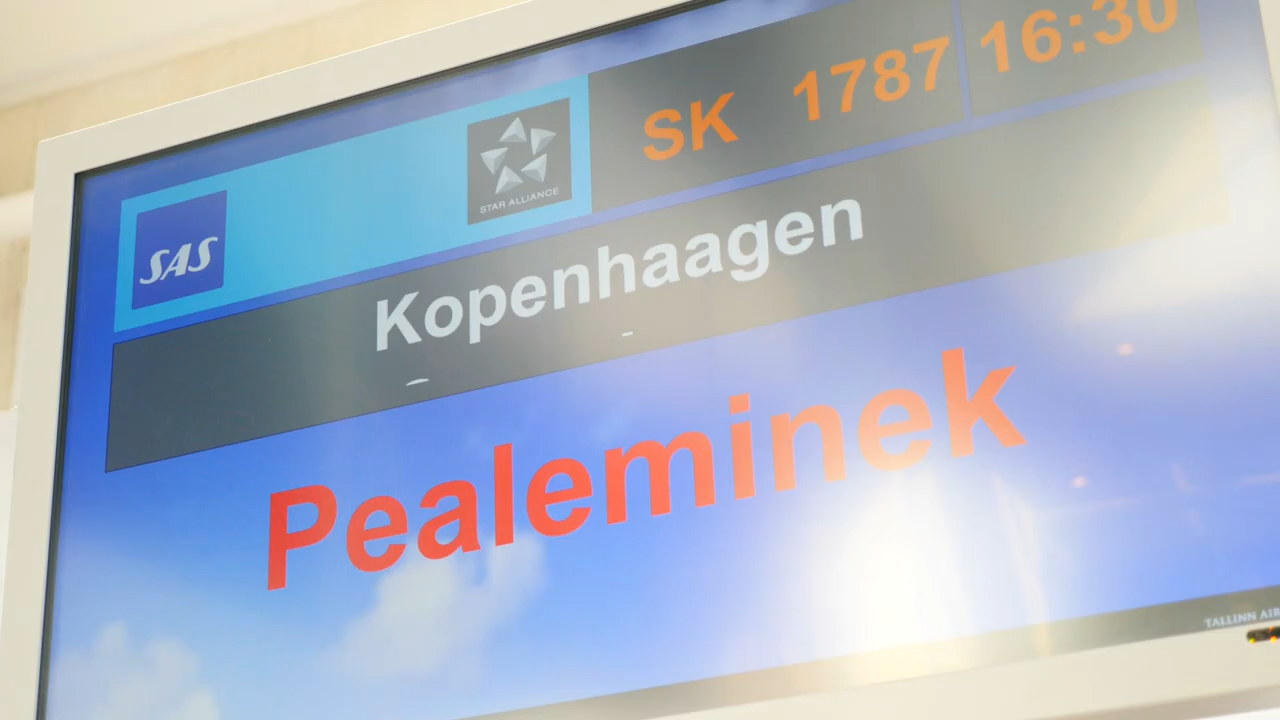 SAS
STAR ALLIANCE
SK 1787 16:30
Kopenhaagen
Pealeminek
TALLINN AIR